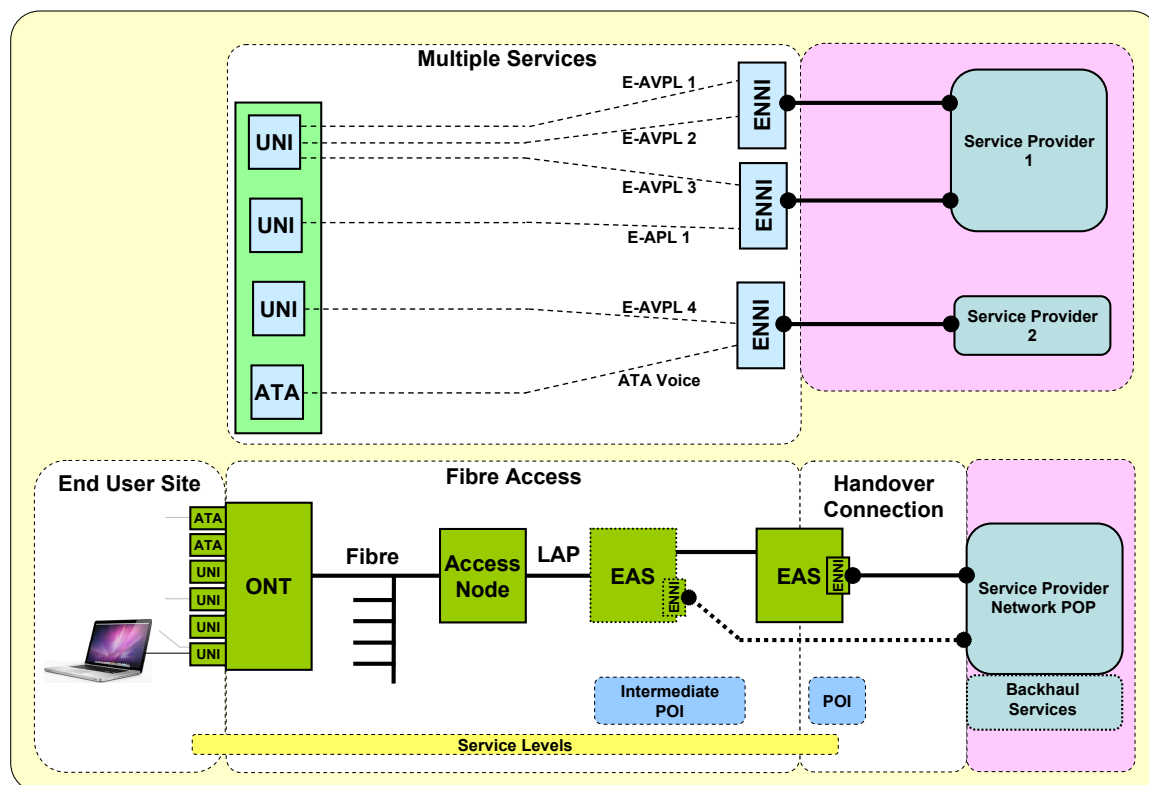 Multiple Services
E-AVPL 1
E-AVPL 2
E-AVPL 3
E-APL 1
E-AVPL 4
ATA Voice
UNI
UNI
UNI
ATA
ENNI
ENNI
ENNI
Service Provider
1
Service Provider
2
End User Site
Fibre Access
Handover
Connection
ATA
ATA
UNI
UNI
UNI
UNI
ONT
Fibre
Access
Node
LAP
EAS
ENNI
EAS
ENNI
Service Provider
Network POP
Intermediate
POI
POI
Backhaul
Services
Service Levels